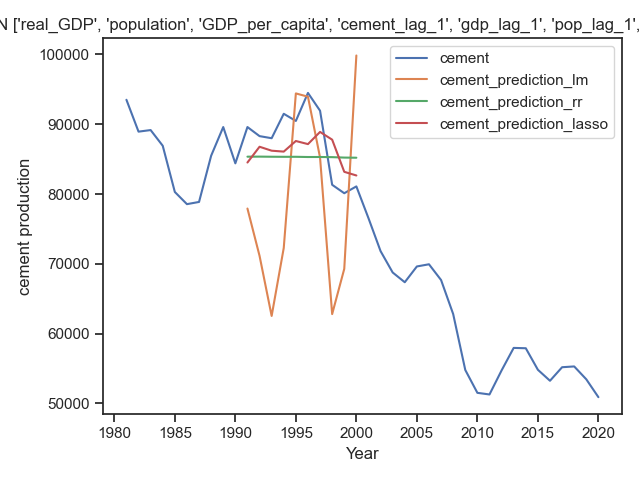 N ['real_GDP', 'population', 'GDP_per_capita', 'cement_lag_1', 'gdp_lag_1', 'pop_lag_1',
cement
cement_prediction_lm
cement_prediction_rr
cement_prediction_lasso
100000
90000
80000
70000
60000
50000
cement production
1980 1985 1990 1995 2000 2005 2010 2015 2020
Year